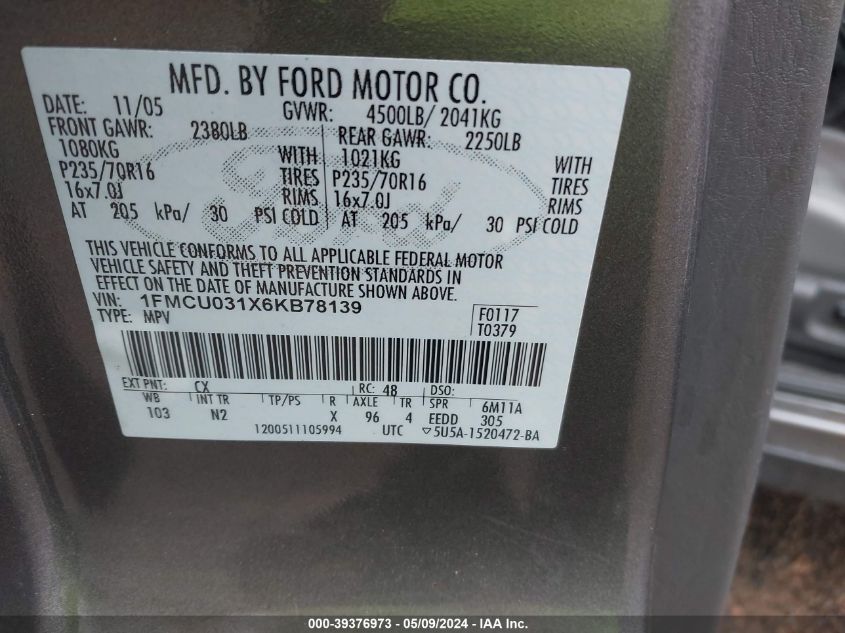 MFD. BY FORD MOTOR CO.
DATE: 11/05 GVWR: 4500LB/ 2041KG
FRONT GAWR: 2380LB REAR GAWR: 2250LB
1080KG WITH 1021KG WITH
P235/70R16 TIRES P235/70R16 TIRES
16x7.0J RIMS 16x7.0J RIMS
AT 205 kPa/ 30 PSI COLD AT 205 kPa/ 30 PSI COLD
Ford
THIS VEHICLE CONFORMS TO ALL APPLICABLE FEDERAL MOTOR
VEHICLE SAFETY AND THEFT PREVENTION STANDARDS IN
EFFECT ON THE DATE OF MANUFACTURE SHOWN ABOVE.
VIN: 1FMCU031X6KB78139 F0117
TYPE: MPV T0379
EXT PNT: CX RC: 48 DSO:
WB INT TR TP/PS R AXLE TR SPR 6M11A
103 N2 X 96 4 EEDD 305
1200511105994 UTC ▽5U5A-1520472-BA
000-39376973 - 05/09/2024 - IAA Inc.